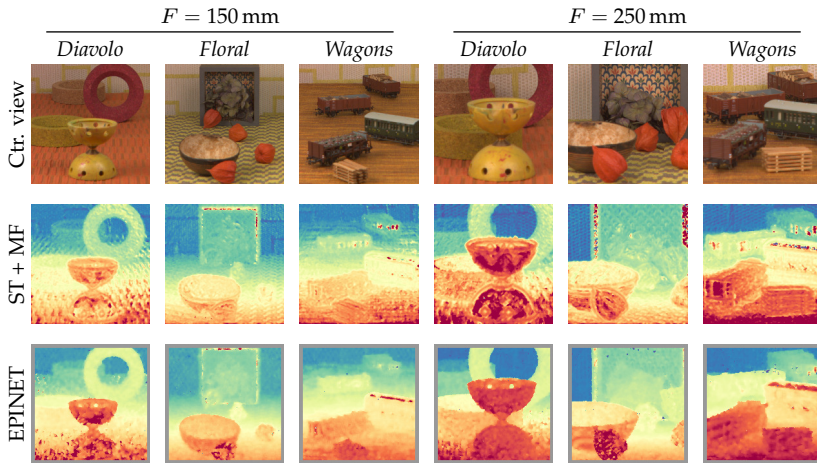 F = 150 mm
F = 250 mm
Diavolo
Floral
Wagons
Diavolo
Floral
Wagons
Ctr. view
ST + MF
EPINET